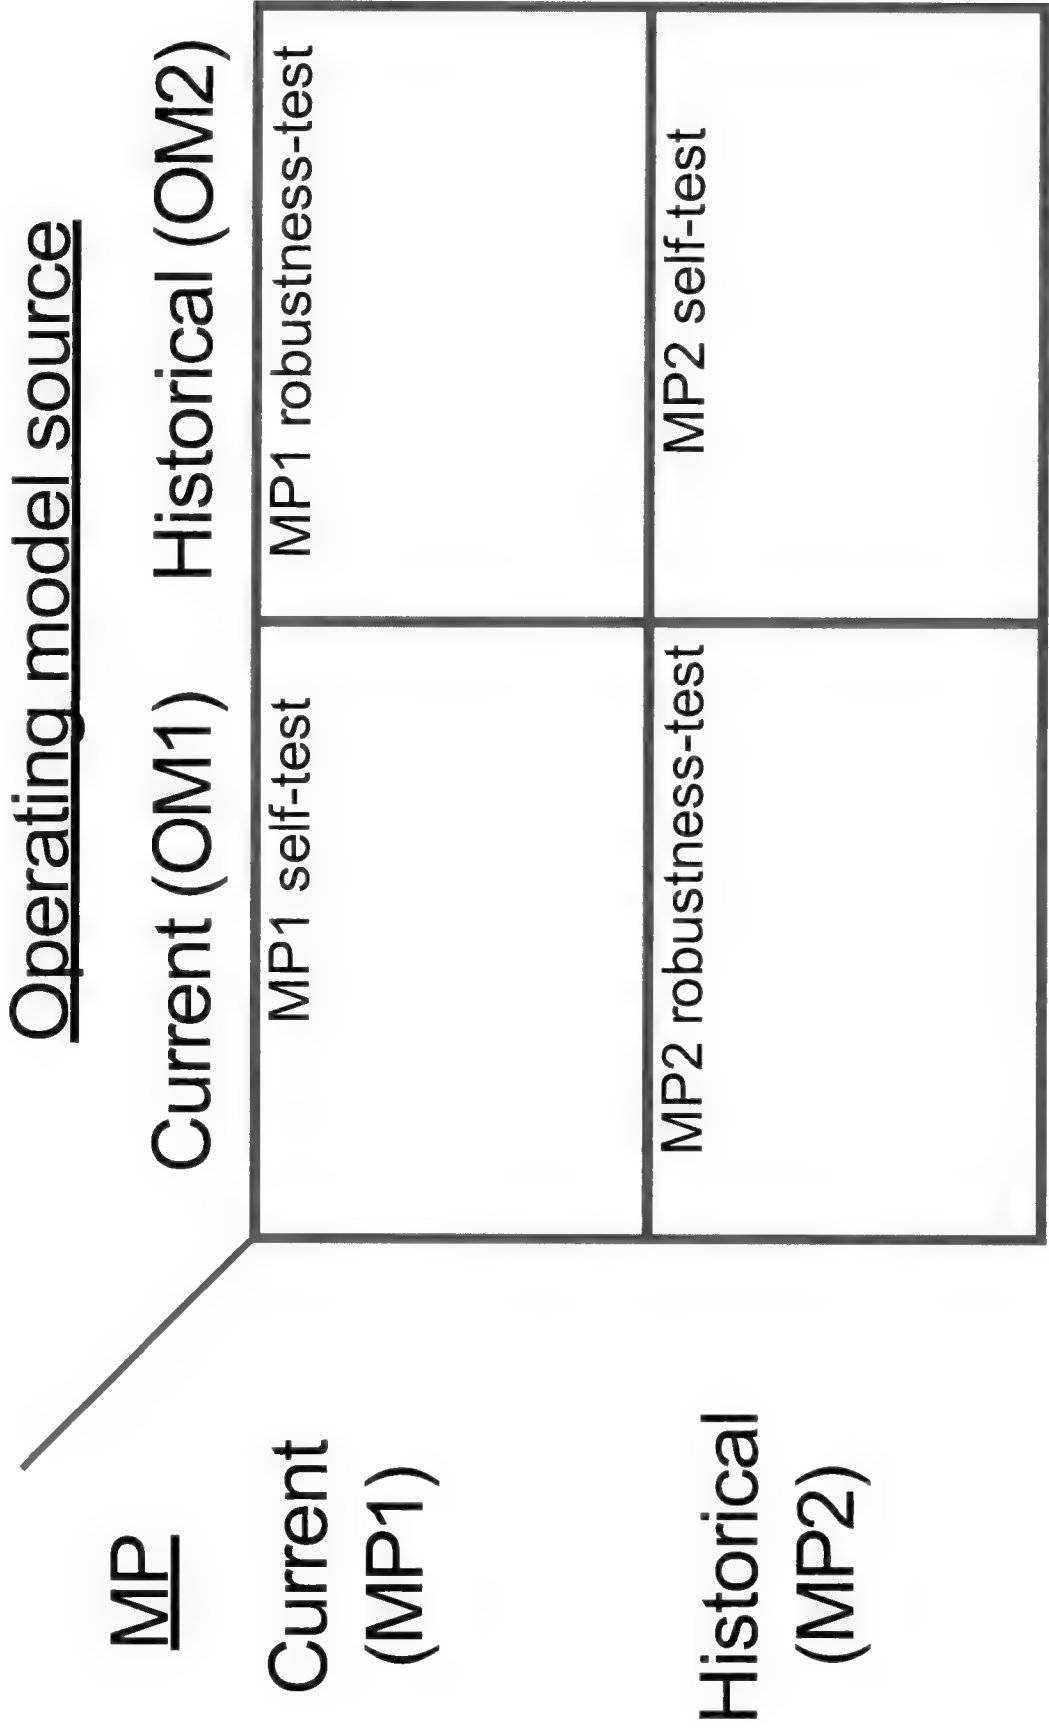 Operating model source
MP
Current (OM1)
Historical (OM2)
Current
(MP1)
MP1 self-test
MP1 robustness-test
Historical
(MP2)
MP2 robustness-test
MP2 self-test